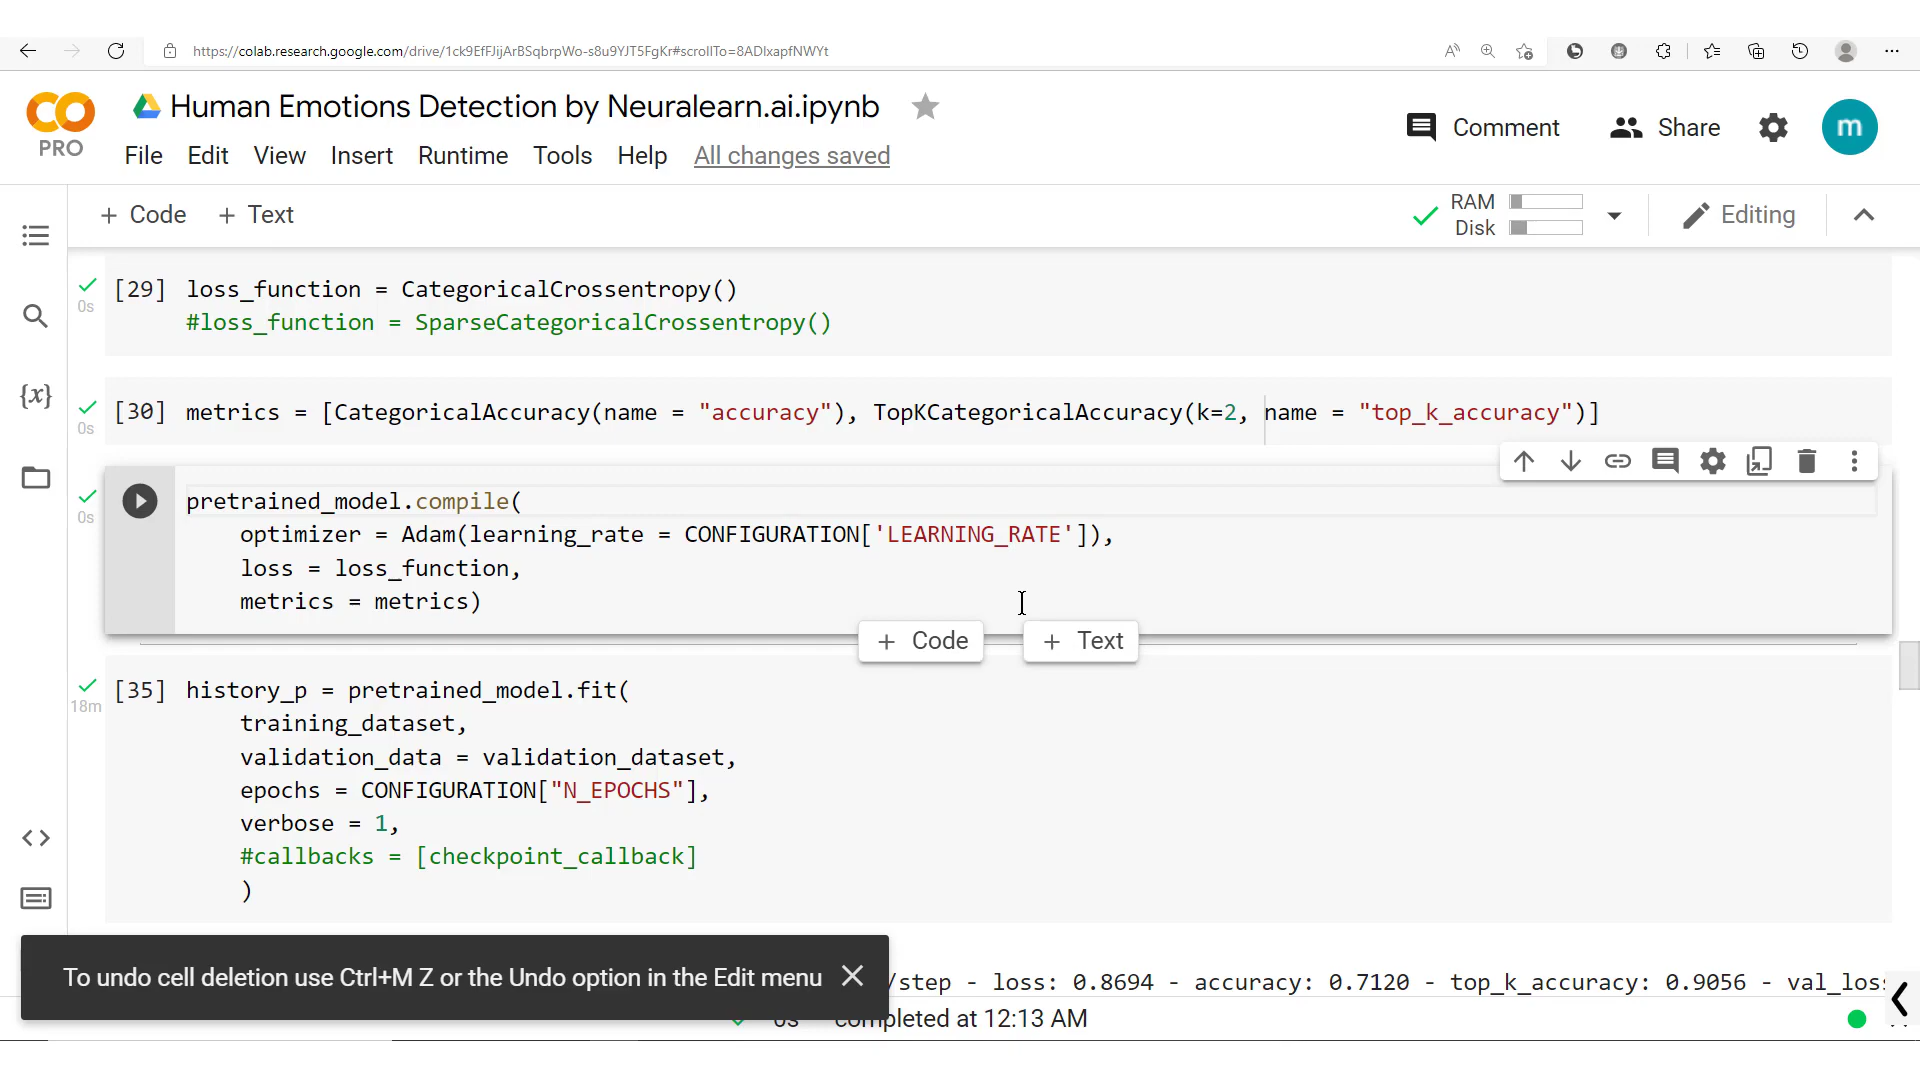 https://colab.research.google.com/drive/1ck9EfFJijArBSqbrpWo-s8u9YJT5FgKr#scrollTo=8ADlxapfNWYt
CO
PRO
Human Emotions Detection by Neuralearn.ai.ipynb
File Edit View Insert Runtime Tools Help All changes saved
Comment Share m
+ Code + Text
RAM
Disk
Editing
[29] loss_function = CategoricalCrossentropy()
0s
#loss_function = SparseCategoricalCrossentropy()
{x}
[30] metrics = [CategoricalAccuracy(name = "accuracy"), TopKCategoricalAccuracy(k=2, name = "top_k_accuracy")]
0s
pretrained_model.compile(
0s
optimizer = Adam(learning_rate = CONFIGURATION['LEARNING_RATE']),
loss = loss_function,
metrics = metrics)
+ Code + Text
[35] history_p = pretrained_model.fit(
18m
training_dataset,
validation_data = validation_dataset,
epochs = CONFIGURATION["N_EPOCHS"],
verbose = 1,
#callbacks = [checkpoint_callback]
)
To undo cell deletion use Ctrl+M Z or the Undo option in the Edit menu
/step - loss: 0.8694 - accuracy: 0.7120 - top_k_accuracy: 0.9056 - val_los
0s completed at 12:13 AM